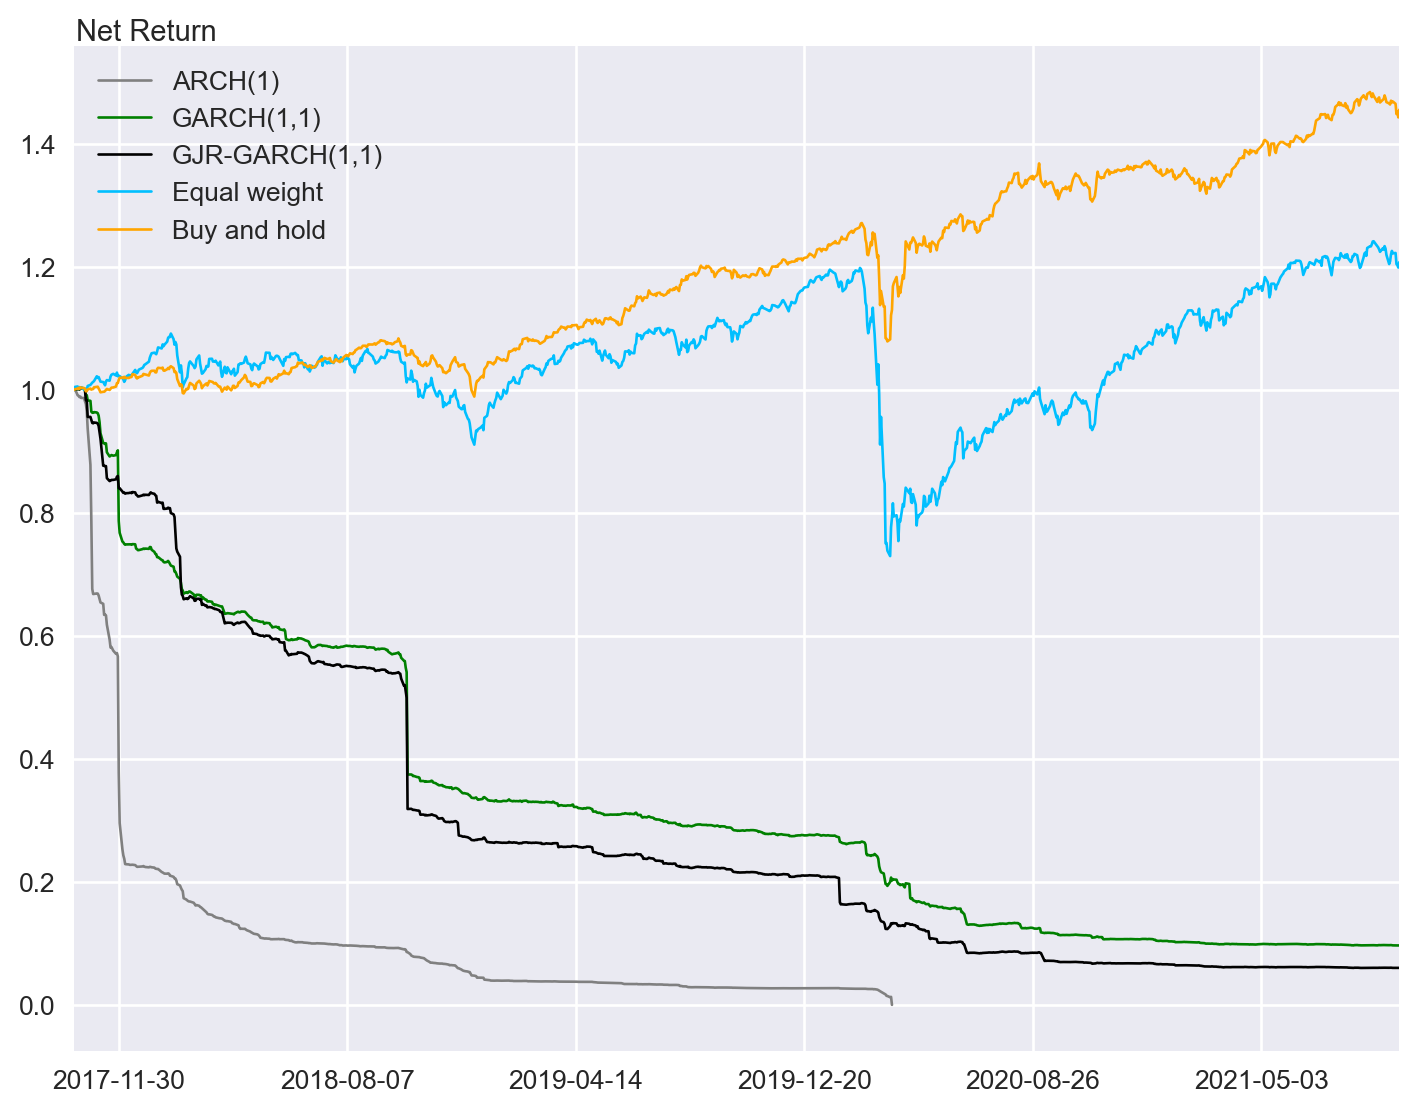 Net Return
ARCH(1)
GARCH(1,1)
GJR-GARCH(1,1)
Equal weight
Buy and hold
1.4
1.2
1.0
0.8
0.6
0.4
0.2
0.0
2017-11-30 2018-08-07 2019-04-14 2019-12-20 2020-08-26 2021-05-03